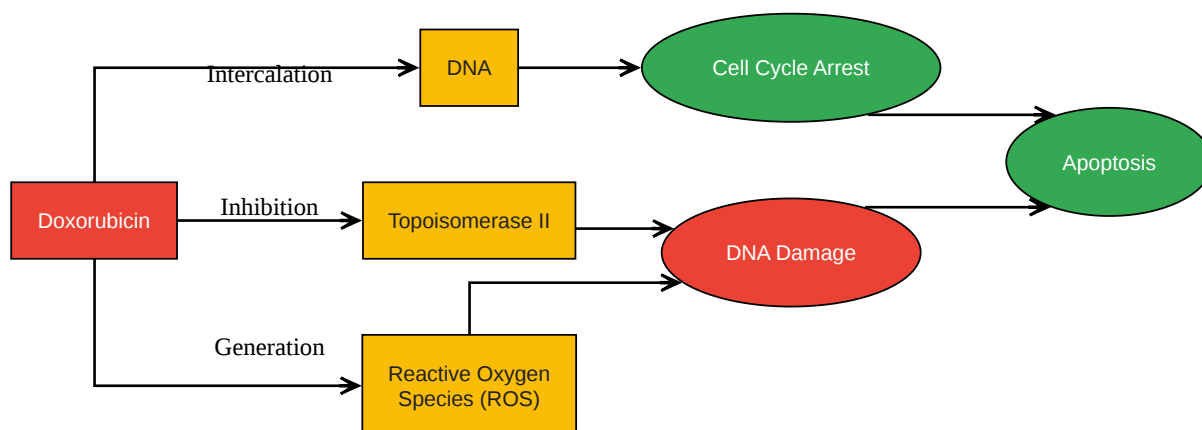 DNA
Cell Cycle Arrest
Intercalation
Apoptosis
Doxorubicin
Inhibition
Topoisomerase II
DNA Damage
Generation
Reactive Oxygen
Species (ROS)